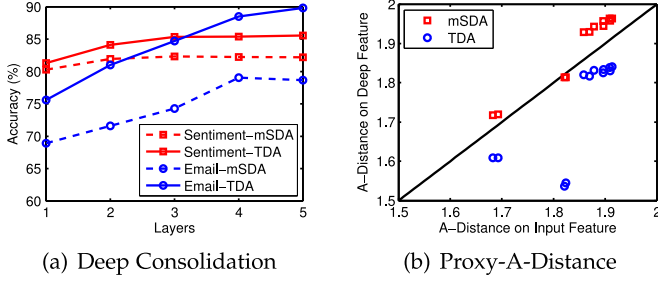 90
85
80
75
70
65
60
1 2 3 4 5
Accuracy (%)
Layers
Sentiment−mSDA
Sentiment−TDA
Email−mSDA
Email−TDA
(a) Deep Consolidation
2
1.9
1.8
1.7
1.6
1.5
1.5 1.6 1.7 1.8 1.9 2
A−Distance on Deep Feature
A−Distance on Input Feature
mSDA
TDA
(b) Proxy-A-Distance